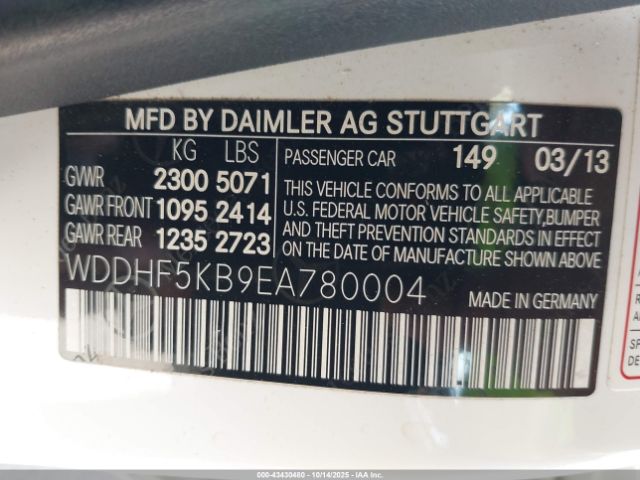 MFD BY DAIMLER AG STUTTGART
KG LBS
GVWR 2300 5071
GAWR FRONT 1095 2414
GAWR REAR 1235 2723
PASSENGER CAR 149 03/13
THIS VEHICLE CONFORMS TO ALL APPLICABLE
U.S. FEDERAL MOTOR VEHICLE SAFETY, BUMPER
AND THEFT PREVENTION STANDARDS IN EFFECT
ON THE DATE OF MANUFACTURE SHOWN ABOVE
WDDHF5KB9EA780004
MADE IN GERMANY
000-43430480 - 10/14/2025 - IAAI.COM